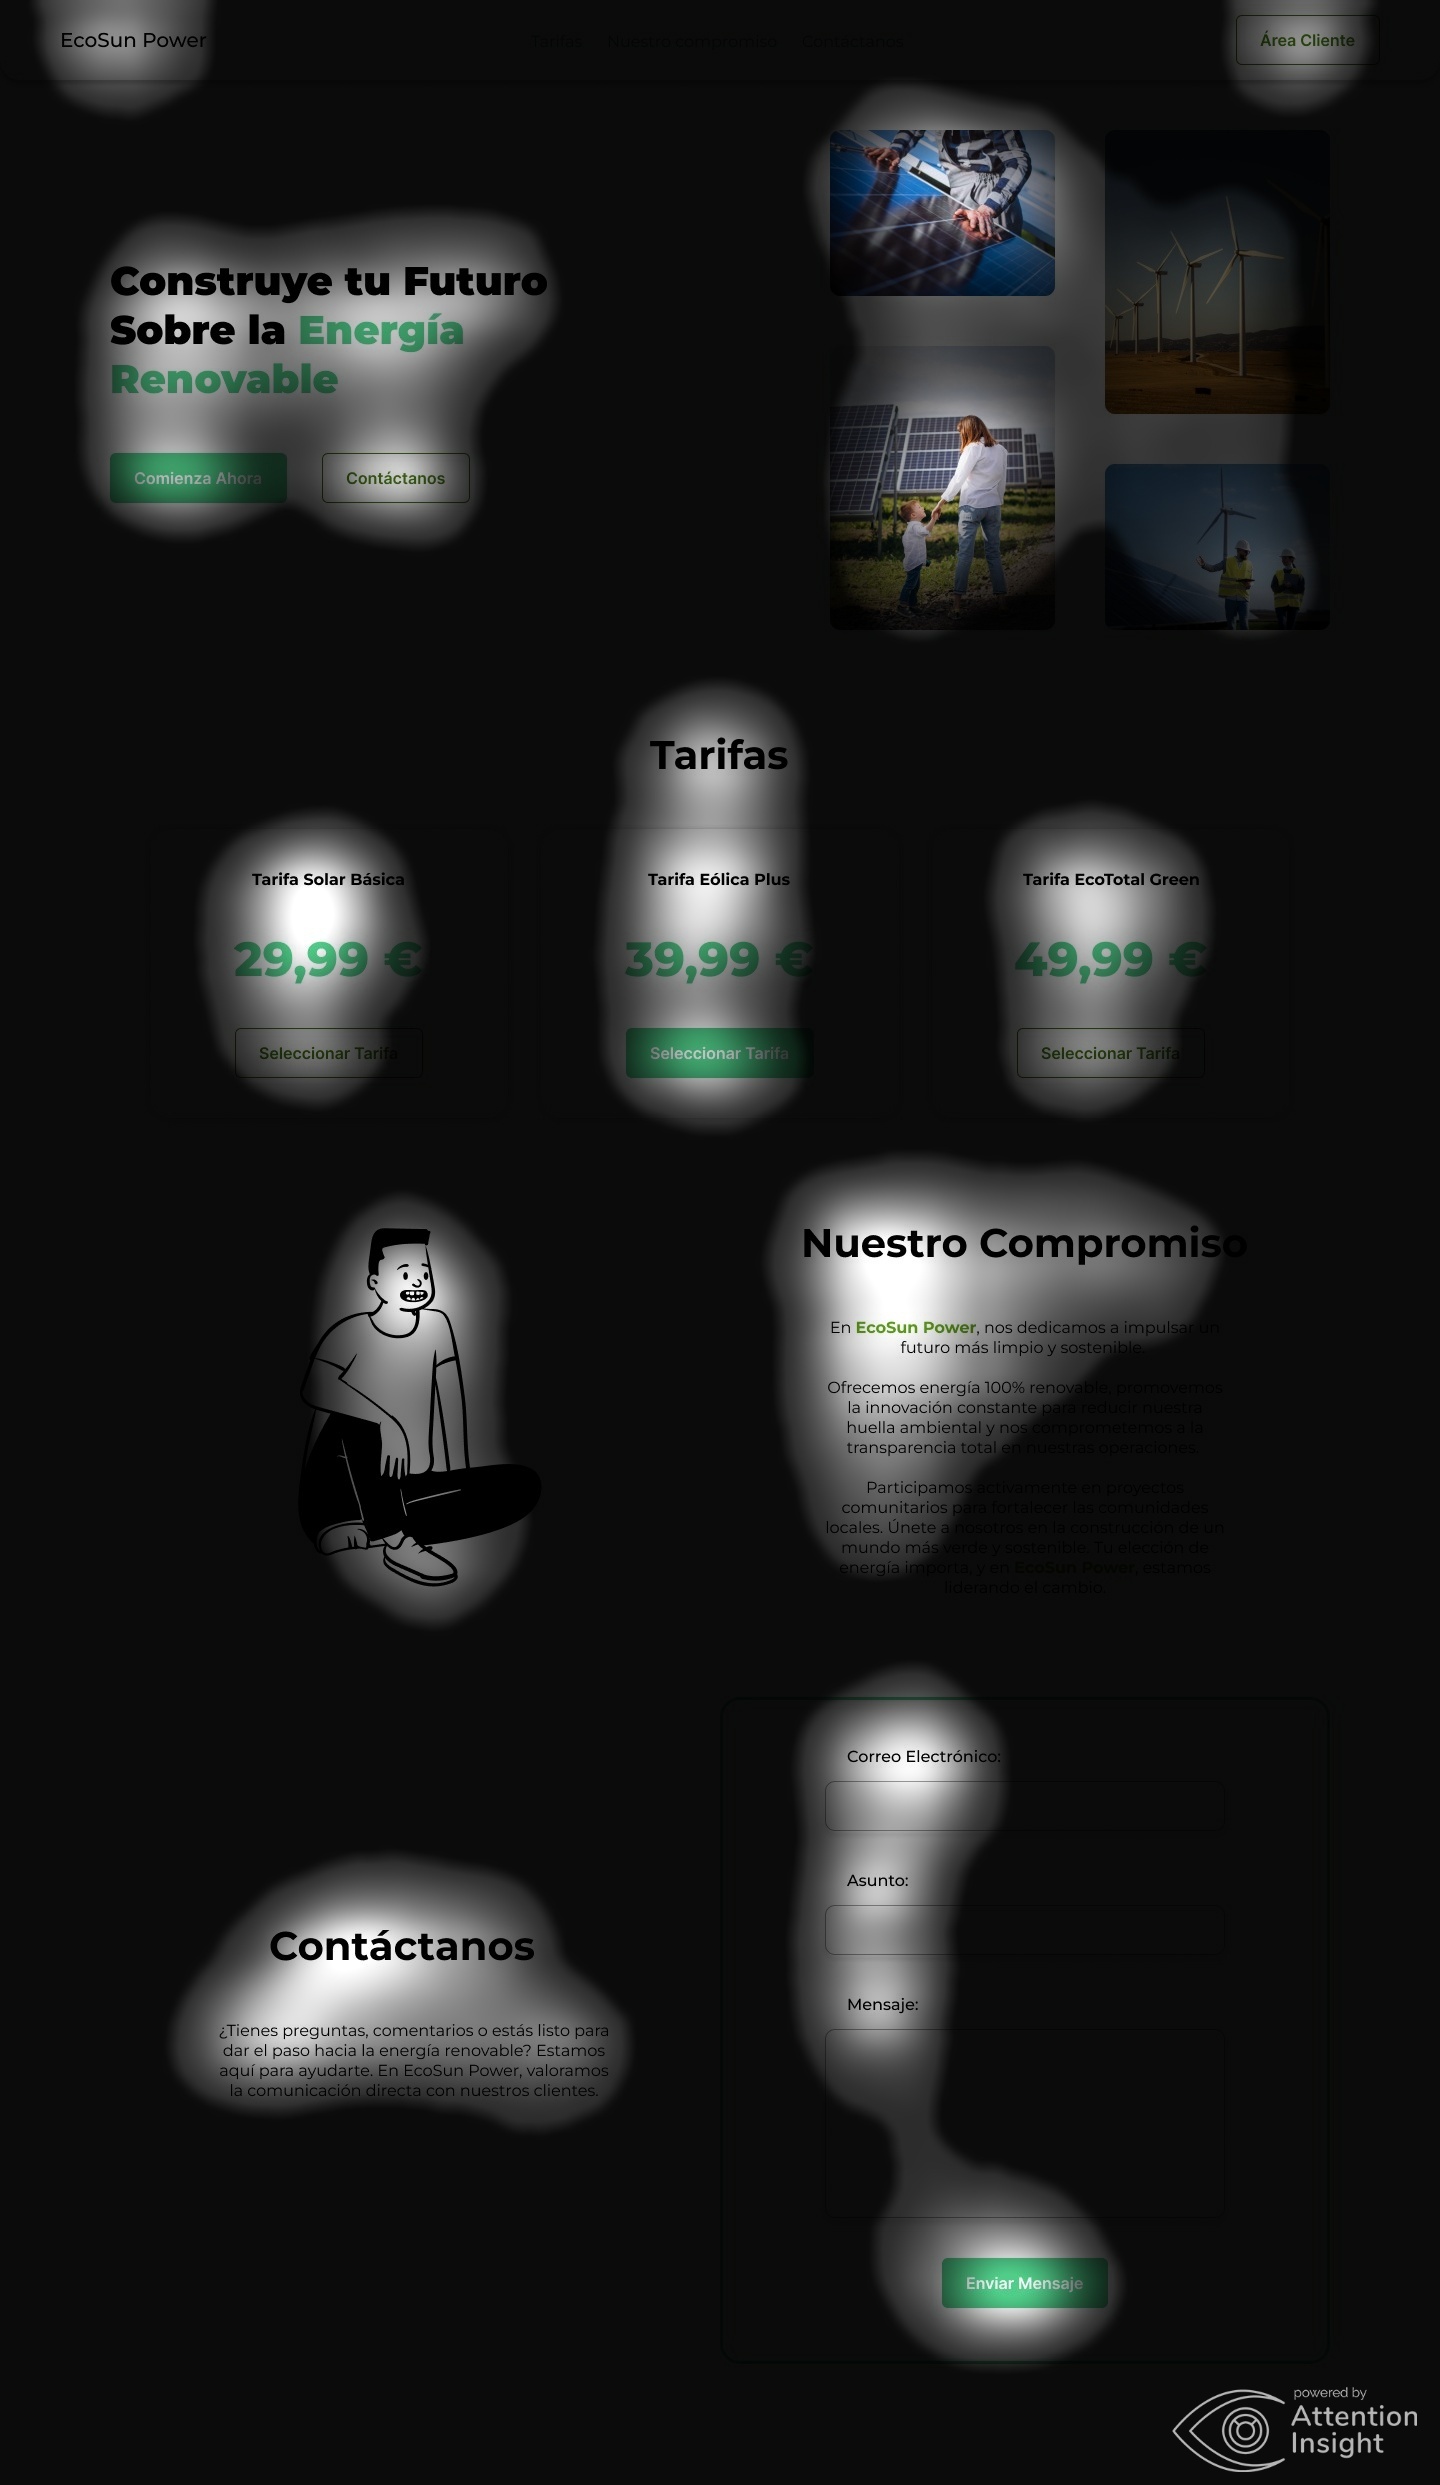 EcoSun Power
Tarifas Nuestro compromiso Contáctanos
Área Cliente
Construye tu Futuro
Sobre la Energía
Renovable
Comienza Ahora
Contáctanos
Tarifas
Tarifa Solar Básica
29,99 €
Seleccionar Tarifa
Tarifa Eólica Plus
39,99 €
Seleccionar Tarifa
Tarifa EcoTotal Green
49,99 €
Seleccionar Tarifa
Nuestro Compromiso
En EcoSun Power, nos dedicamos a impulsar un
futuro más limpio y sostenible.
Ofrecemos energía 100% renovable, promovemos
la innovación constante para reducir nuestra
huella ambiental y nos comprometemos a la
transparencia total en nuestras operaciones.
Participamos activamente en proyectos
comunitarios para fortalecer las comunidades
locales. Únete a nosotros en la construcción de un
mundo más verde y sostenible. Tu elección de
energía importa, y en EcoSun Power, estamos
liderando el cambio.
Contáctanos
¿Tienes preguntas, comentarios o estás listo para
dar el paso hacia la energía renovable? Estamos
aquí para ayudarte. En EcoSun Power, valoramos
la comunicación directa con nuestros clientes.
Correo Electrónico:
Asunto:
Mensaje:
Enviar Mensaje
powered by
Attention
Insight